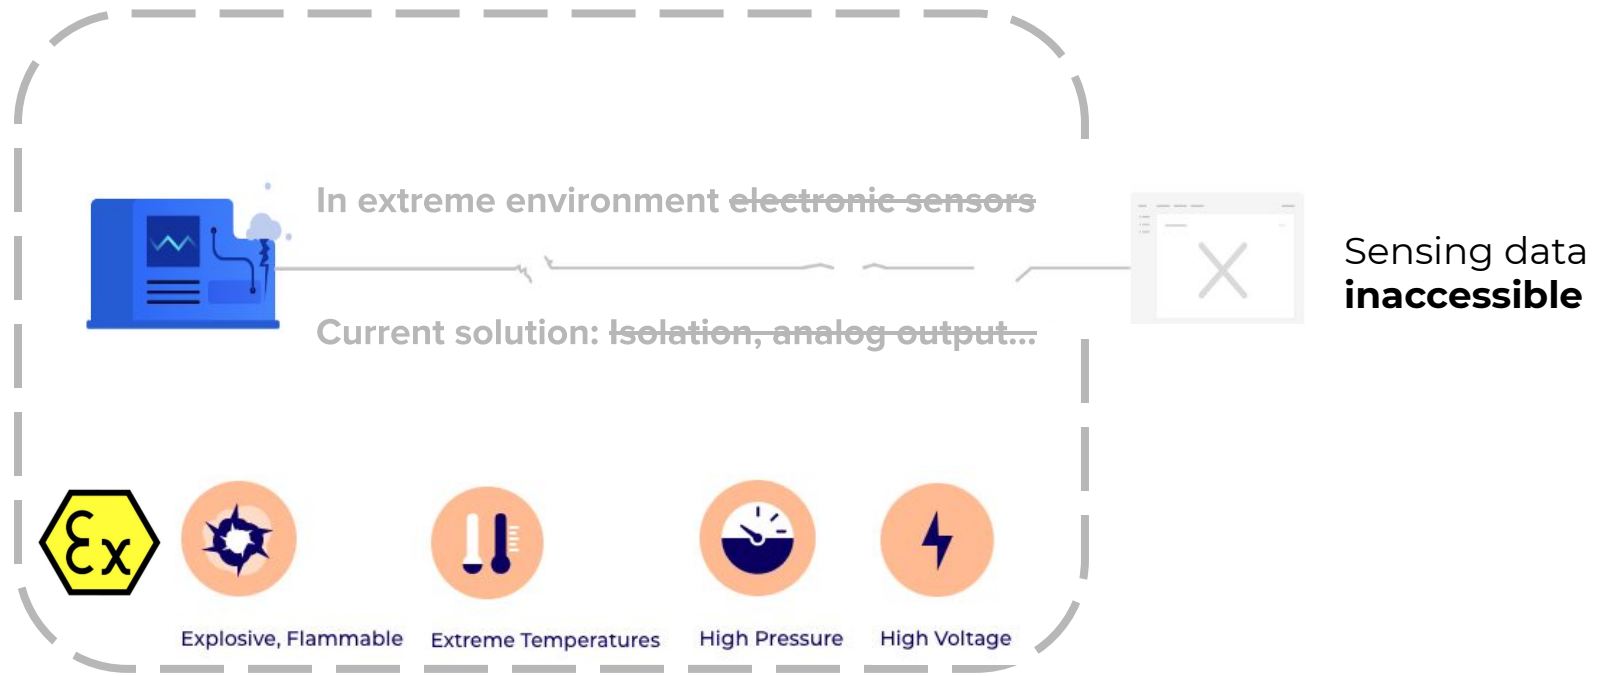 In extreme environment electronic sensors
Sensing data
inaccessible
Current solution: Isolation, analog output...
Ex
Explosive, Flammable
Extreme Temperatures
High Pressure
High Voltage